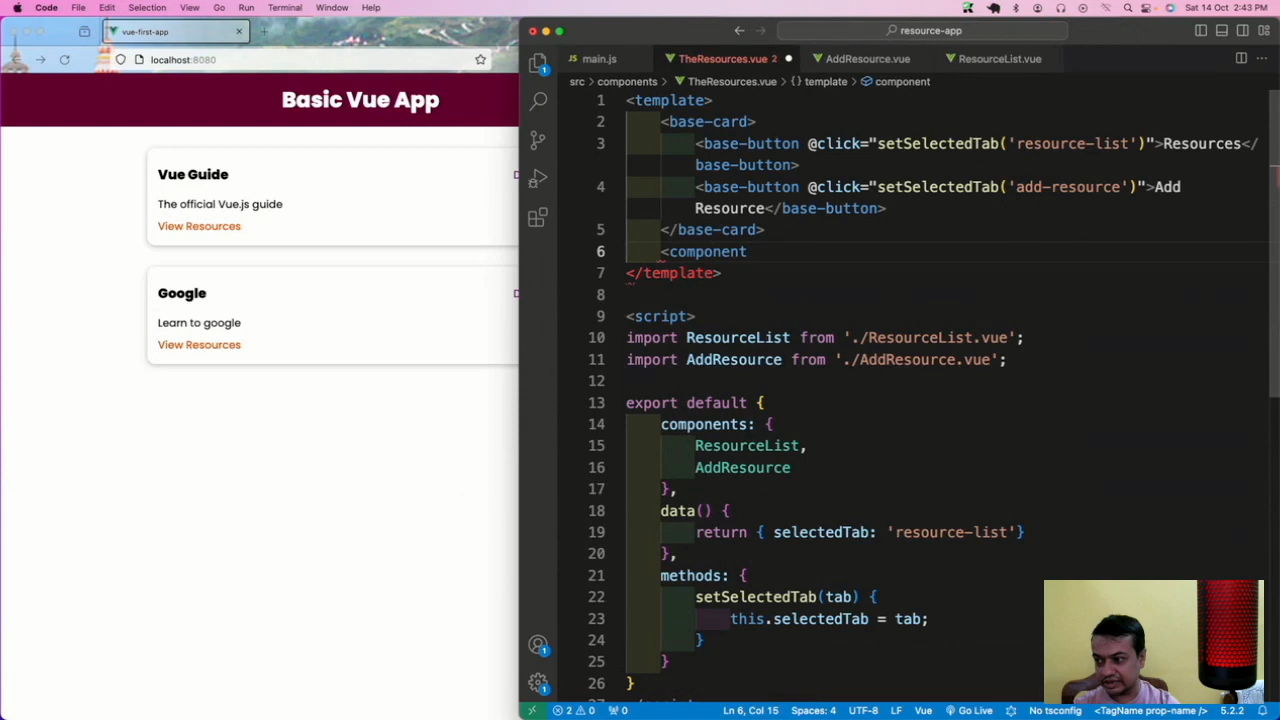 Code File Edit Selection View Go Run Terminal Window Help Sat 14 Oct 2:43 PM
vue-first-app
localhost:8080
Basic Vue App
Vue Guide
The official Vue.js guide
View Resources
Google
Learn to google
View Resources
resource-app
main.js TheResources.vue 2 AddResource.vue ResourceList.vue
src > components > TheResources.vue > {} template > component
1 <template>
2 <base-card>
3 <base-button @click="setSelectedTab('resource-list')">Resources</
base-button>
4 <base-button @click="setSelectedTab('add-resource')">Add
Resource</base-button>
5 </base-card>
6 <component
7 </template>
8
9 <script>
10 import ResourceList from './ResourceList.vue';
11 import AddResource from './AddResource.vue';
12
13 export default {
14 components: {
15 ResourceList,
16 AddResource
17 },
18 data() {
19 return { selectedTab: 'resource-list'}
20 },
21 methods: {
22 setSelectedTab(tab) {
23 this.selectedTab = tab;
24 }
25 }
26 }
2 0 0 Ln 6, Col 15 Spaces: 4 UTF-8 LF Vue Go Live No tsconfig <TagName prop-name /> 5.2.2